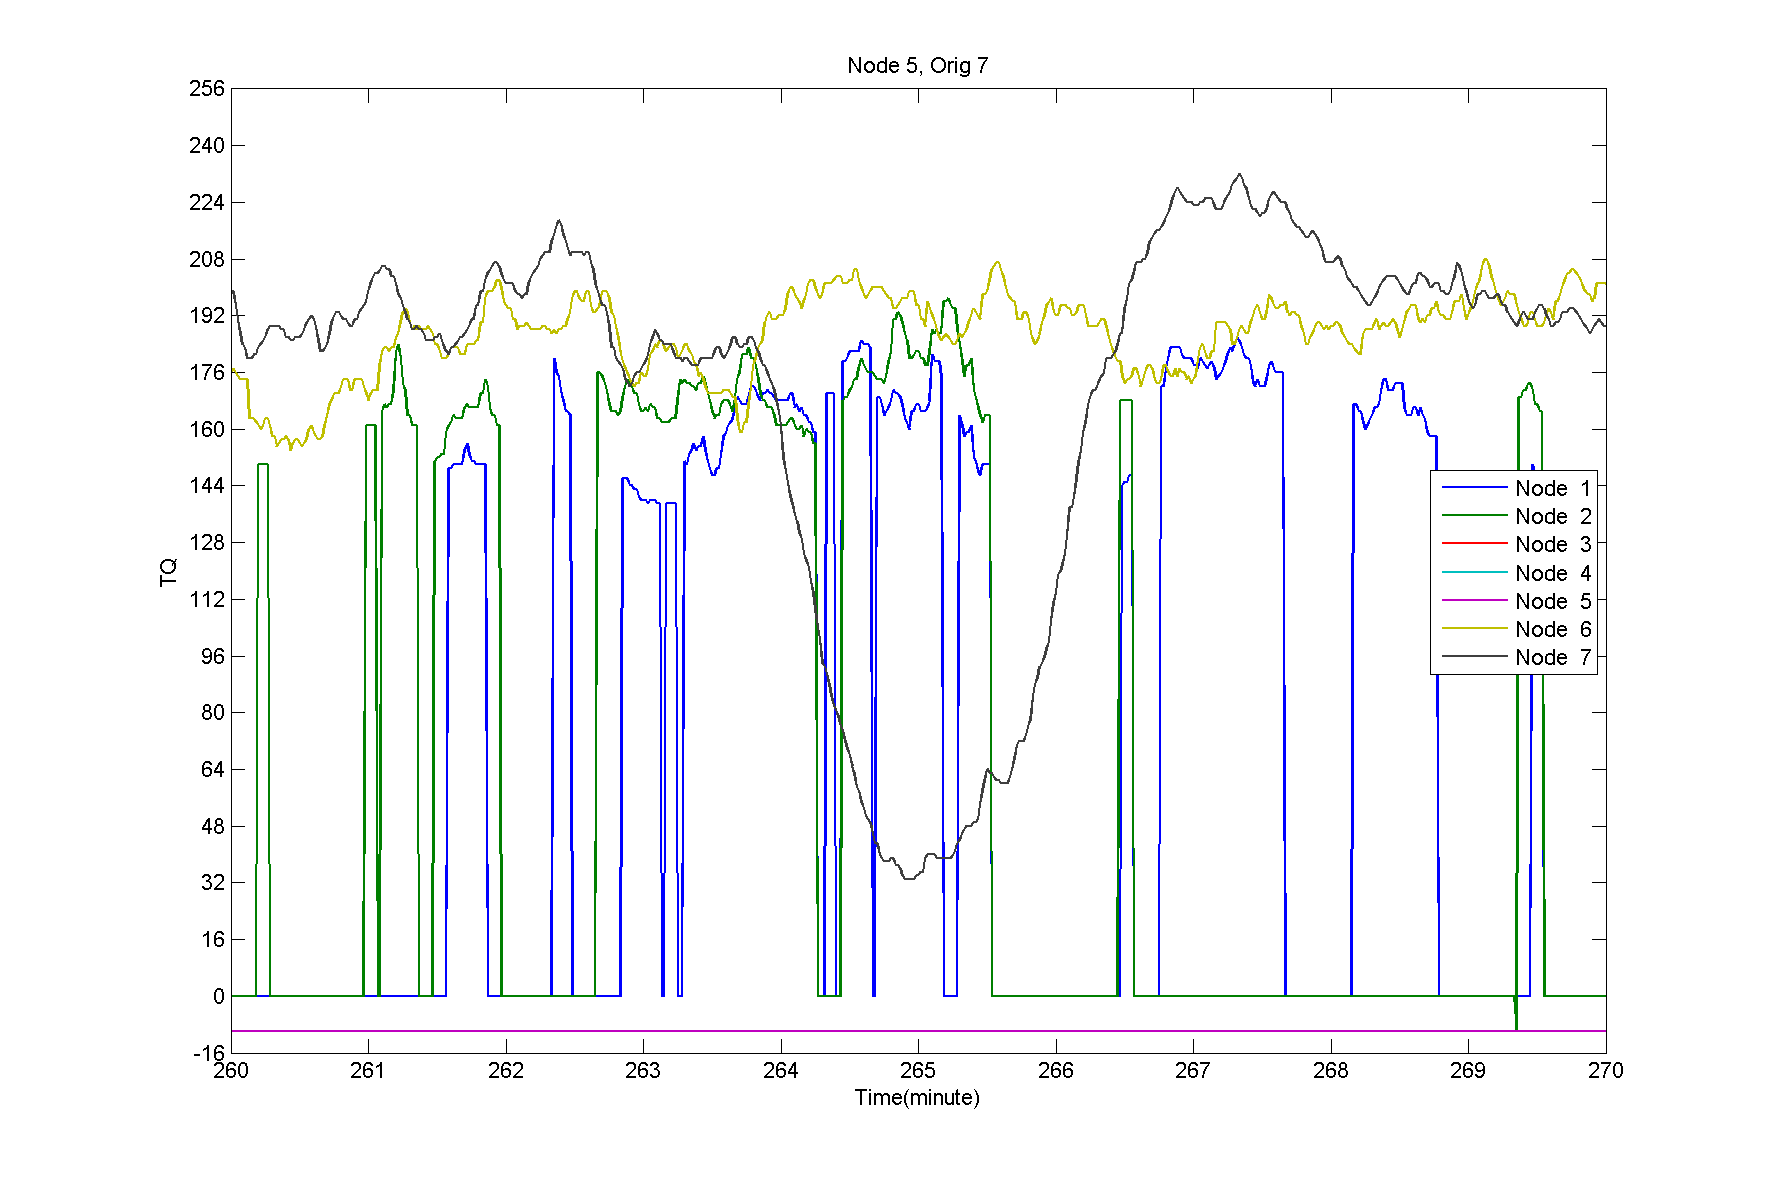 Node 5, Orig 7
256
240
224
208
192
176
160
144
128
112
96
80
64
48
32
16
0
-16
TQ
260 261 262 263 264 265 266 267 268 269 270
Time(minute)
Node 1
Node 2
Node 3
Node 4
Node 5
Node 6
Node 7